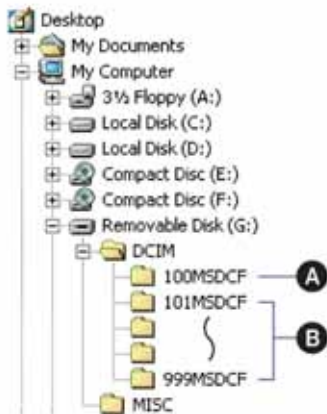 Desktop
My Documents
My Computer
3½ Floppy (A:)
Local Disk (C:)
Local Disk (D:)
Compact Disc (E:)
Compact Disc (F:)
Removable Disk (G:)
DCIM
100MSDCF A
101MSDCF
B
999MSDCF
MISC